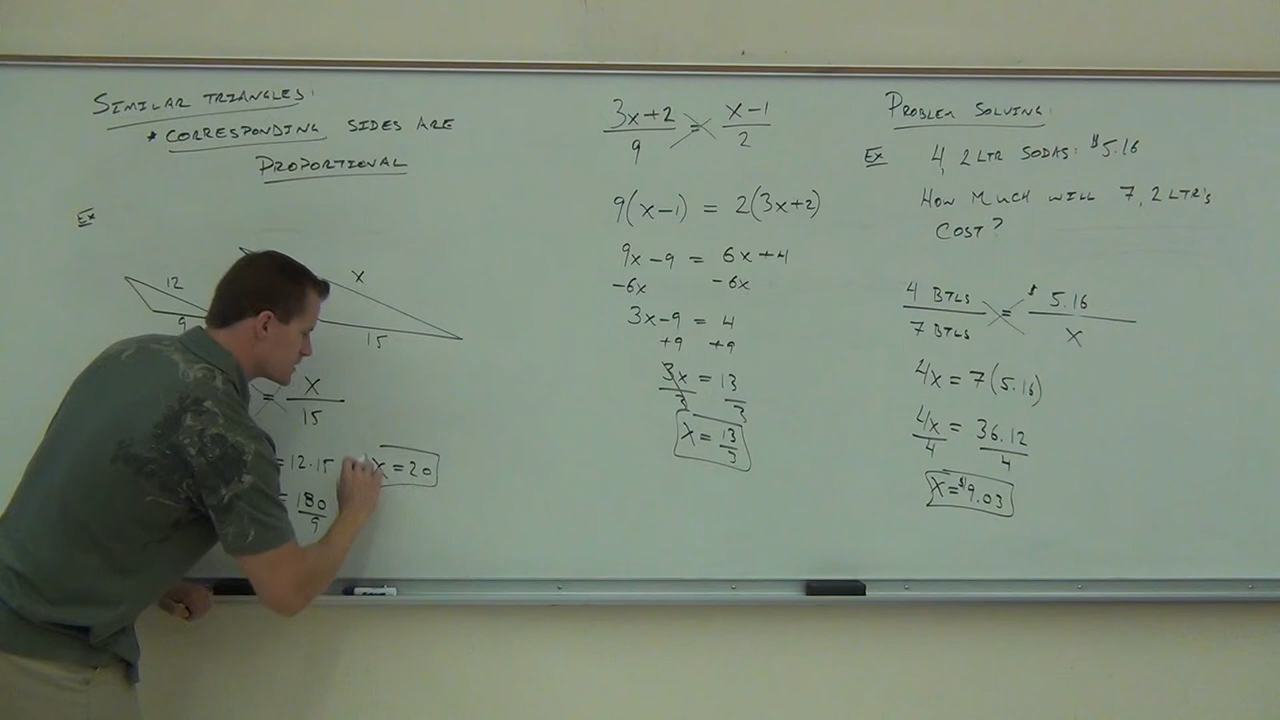 SIMILAR TRIANGLES:
* CORRESPONDING SIDES ARE
PROPORTIONAL
Ex
12
9
x
15
= x/15
= 12·15
= 180/9
x = 20
3x+2/9 = x-1/2
9(x-1) = 2(3x+2)
9x-9 = 6x+4
-6x -6x
3x-9 = 4
+9 +9
3x/3 = 13/3
x = 13/3
PROBLEM SOLVING:
Ex 4, 2 LTR SODAS: $5.16
HOW MUCH WILL 7, 2 LTR's
COST?
4 BTLS/7 BTLS = $5.16/x
4x = 7(5.16)
4x/4 = 36.12/4
x = $9.03